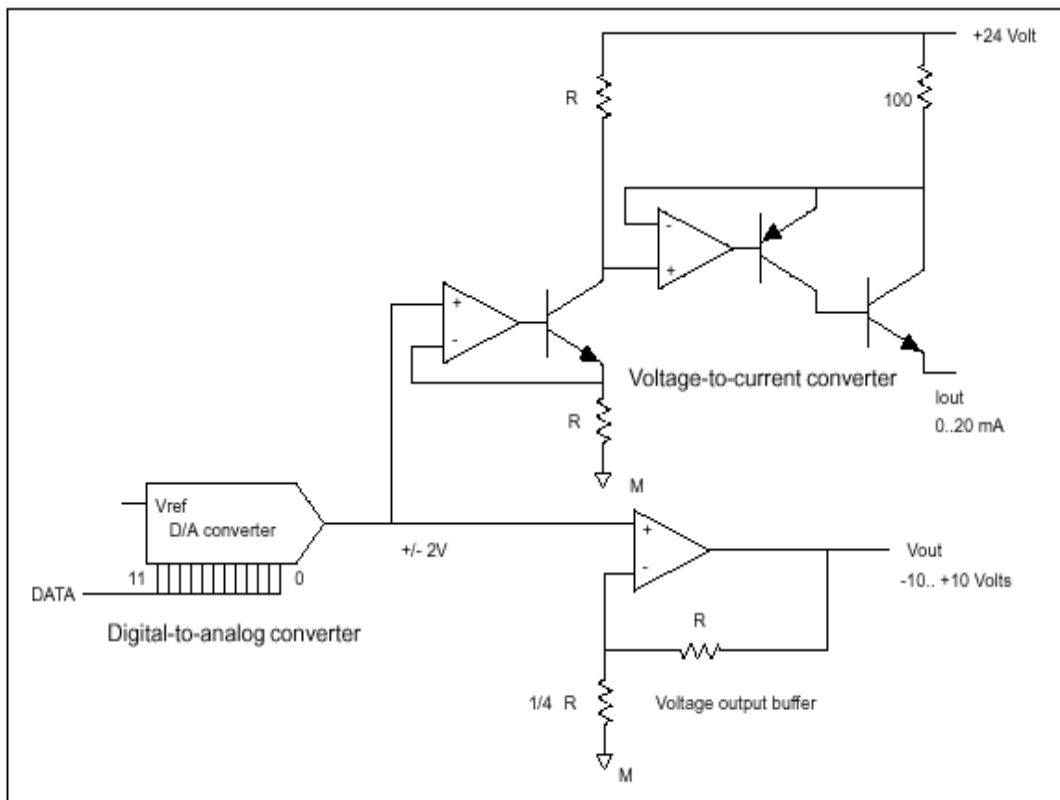 +24 Volt
R
100
-
+
+
-
Voltage-to-current converter
Iout
0..20 mA
R
M
Vref
D/A converter
+/- 2V
+
-
Vout
-10.. +10 Volts
11
0
DATA
Digital-to-analog converter
R
1/4 R
Voltage output buffer
M